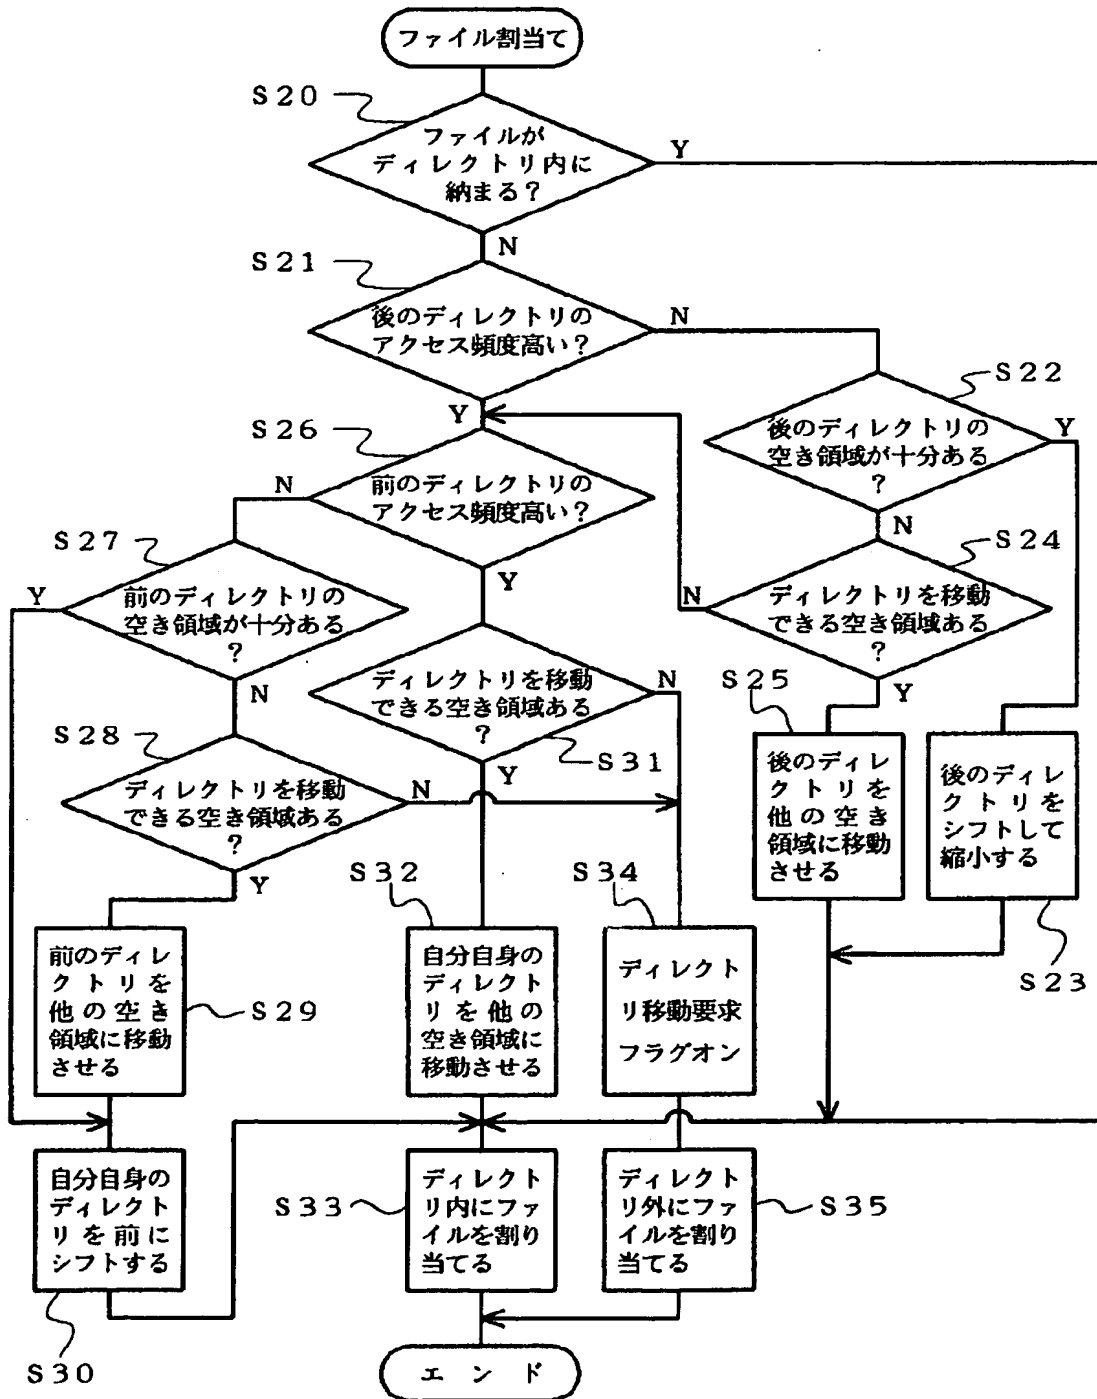 ファイル割当て
S20
ファイルが
ディレクトリ内に
納まる？
Y
N
S21
後のディレクトリの
アクセス頻度高い？
N
Y
S22
後のディレクトリの
空き領域が十分ある
？
Y
N
S26
前のディレクトリの
アクセス頻度高い？
N
Y
S24
ディレクトリを移動
できる空き領域ある？
N
Y
S27
前のディレクトリの
空き領域が十分ある
？
Y
N
ディレクトリを移動
できる空き領域ある
？
N
Y
S31
S28
ディレクトリを移動
できる空き領域ある
？
N
Y
S25
後のディレ
クトリを
他の空き
領域に移動
させる
後のディレ
クトリを
シフトして
縮小する
S23
前のディレ
クトリを
他の空き
領域に移動
させる
S29
S32
自分自身の
ディレクト
リを他の
空き領域に
移動させる
S34
ディレクト
リ移動要求
フラグオン
自分自身の
ディレクト
リを前に
シフトする
S30
S33
ディレクト
リ内にファ
イルを割り
当てる
ディレクト
リ外にファ
イルを割り
当てる
S35
エンド